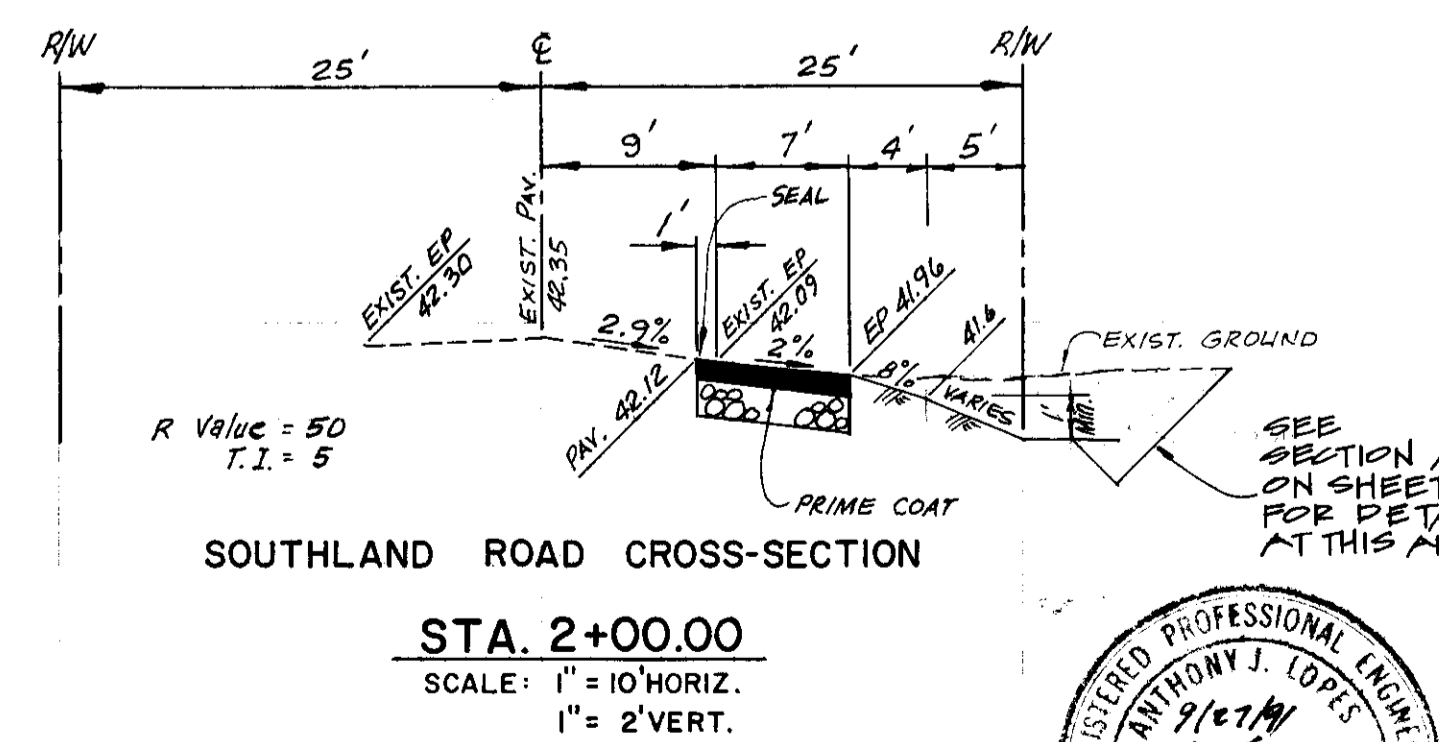 R/W
℄
R/W
25'
25'
9'
7'
4'
5'
SEAL
1'
EXIST. PAV.
42.35
EXIST. EP
42.30
EXIST. EP
42.09
EP 41.96
41.6
2.9%
2%
8%
VARIES
1' Min
EXIST. GROUND
PAV. 42.12
R Value = 50
T.I. = 5
PRIME COAT
SEE
SECTION
ON SHEET
FOR
AT THIS
SOUTHLAND ROAD CROSS-SECTION
STA. 2+00.00
SCALE: 1" = 10' HORIZ.
1" = 2' VERT.
PROFESSIONAL
ANTHONY J. LOPES
9/27/91